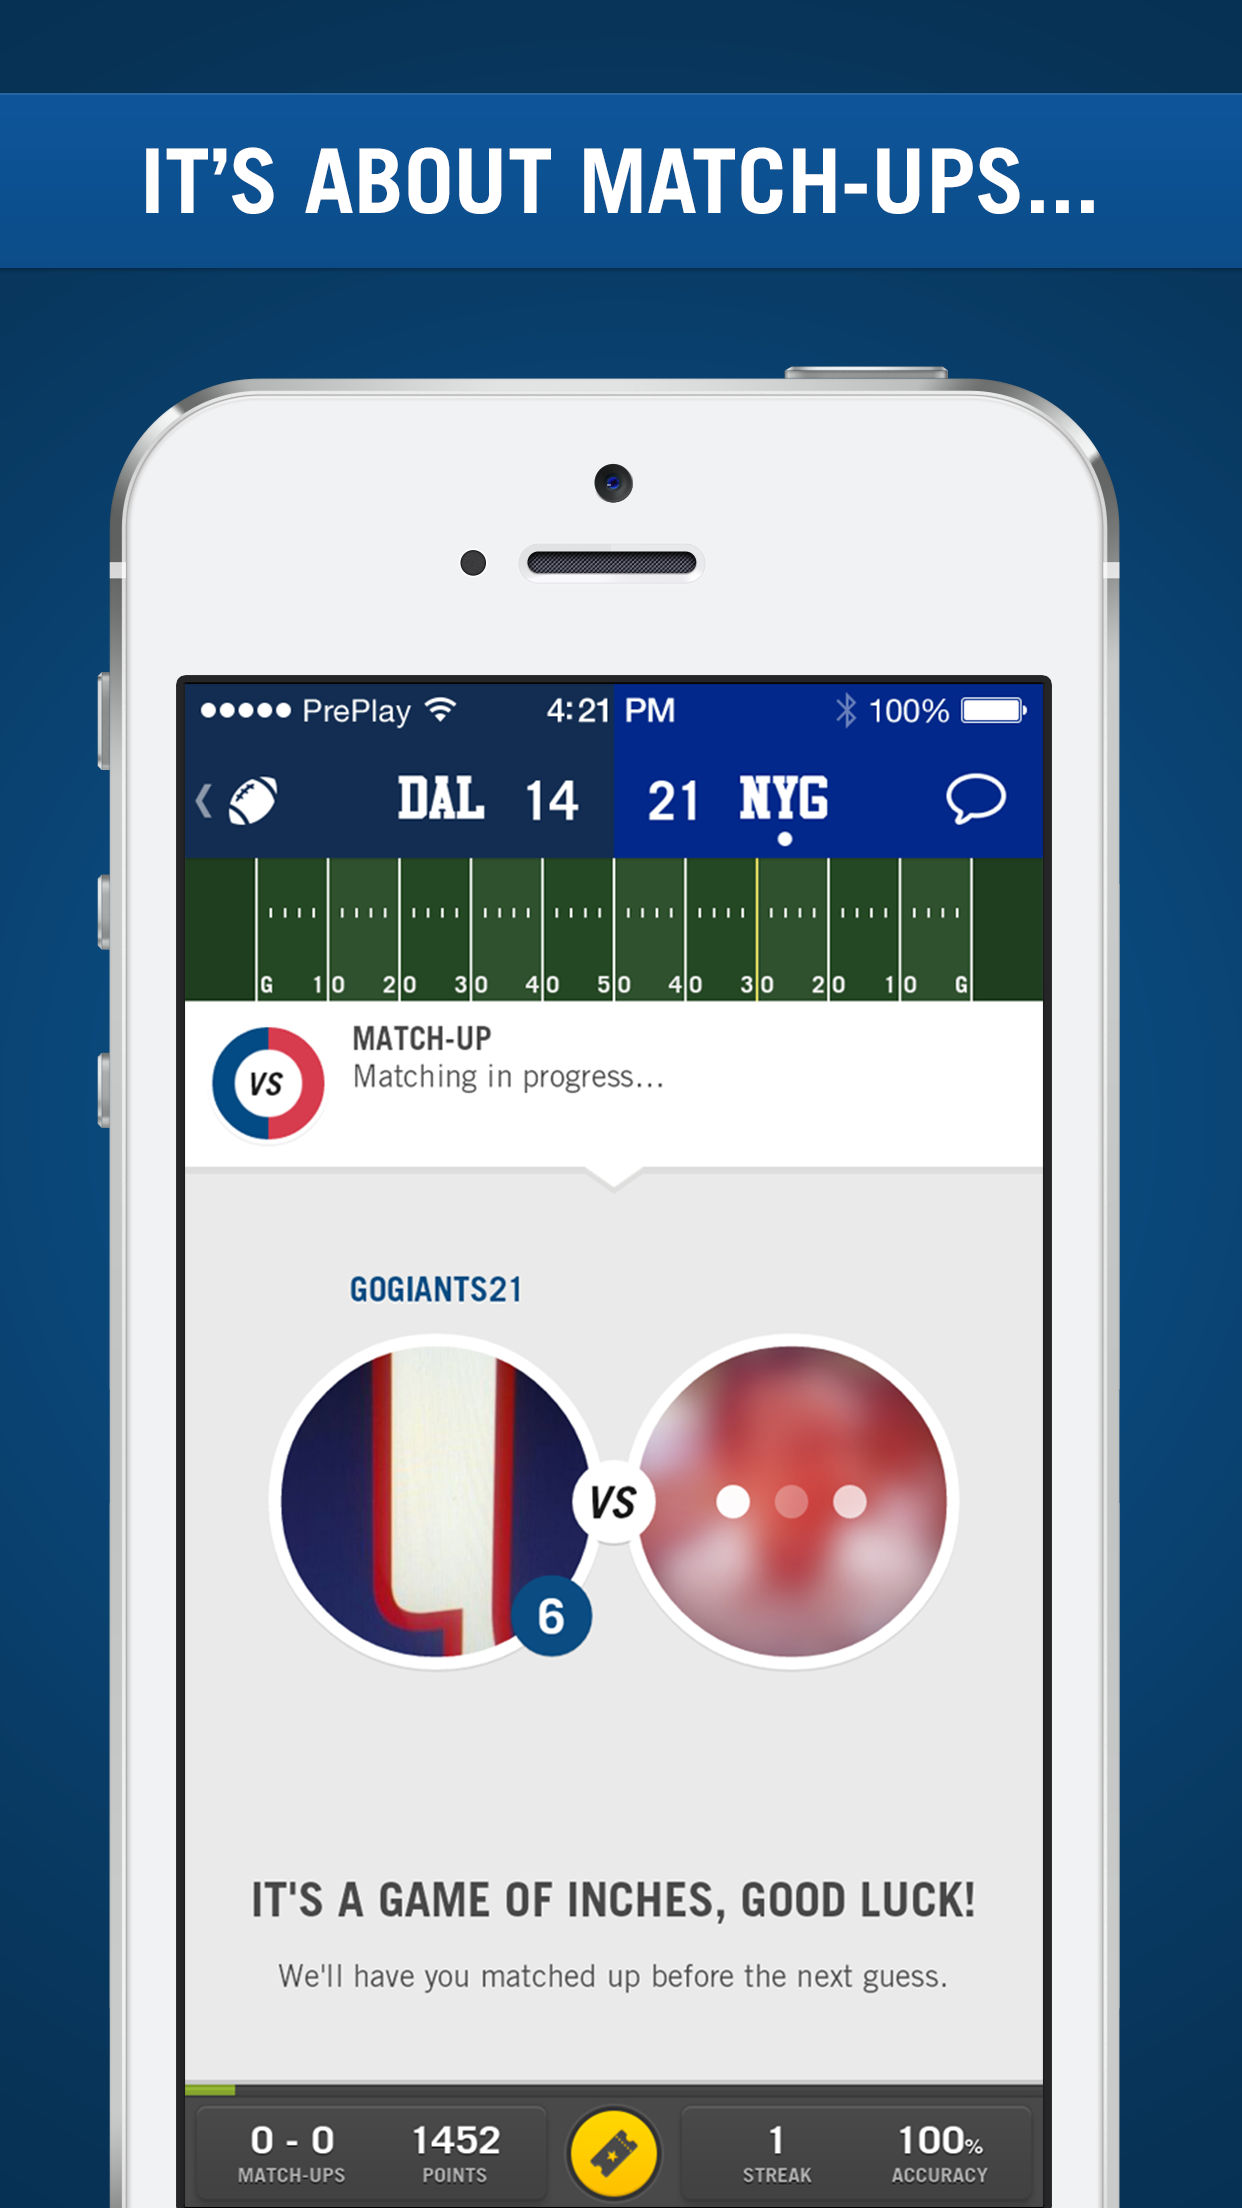 IT'S ABOUT MATCH-UPS...
PrePlay 4:21 PM 100%
DAL 14 21 NYG
G 10 20 30 40 50 40 30 20 10 G
VS
MATCH-UP
Matching in progress...
GOGIANTS21
VS
6
IT'S A GAME OF INCHES, GOOD LUCK!
We'll have you matched up before the next guess.
0 - 0 1452 1 100%
MATCH-UPS POINTS STREAK ACCURACY